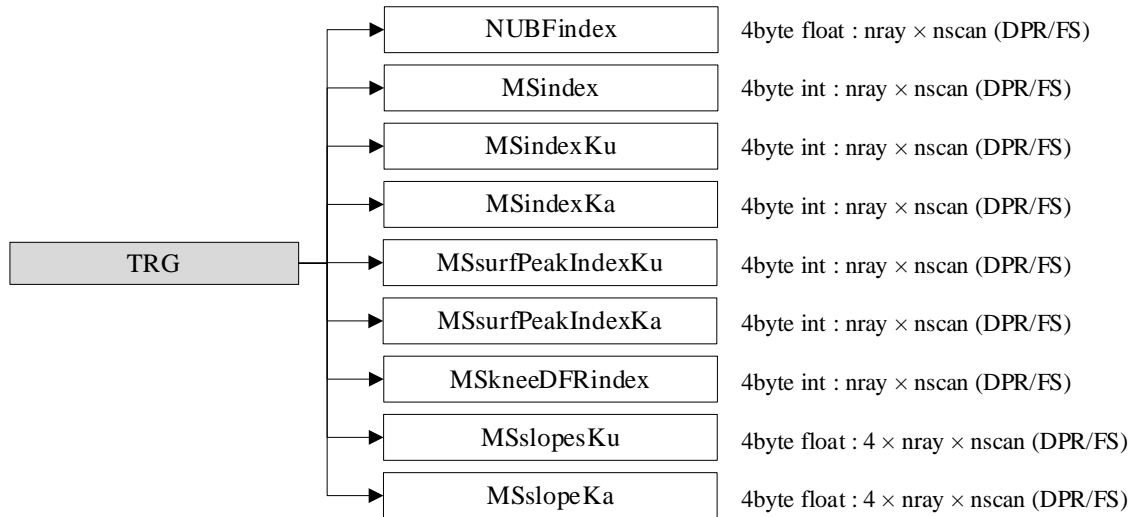 NUBFindex 4byte float : nray × nscan (DPR/FS)
MSindex 4byte int : nray × nscan (DPR/FS)
MSindexKu 4byte int : nray × nscan (DPR/FS)
MSindexKa 4byte int : nray × nscan (DPR/FS)
TRG MSsurfPeakIndexKu 4byte int : nray × nscan (DPR/FS)
MSsurfPeakIndexKa 4byte int : nray × nscan (DPR/FS)
MSkneeDFRindex 4byte int : nray × nscan (DPR/FS)
MSslopesKu 4byte float : 4 × nray × nscan (DPR/FS)
MSslopeKa 4byte float : 4 × nray × nscan (DPR/FS)